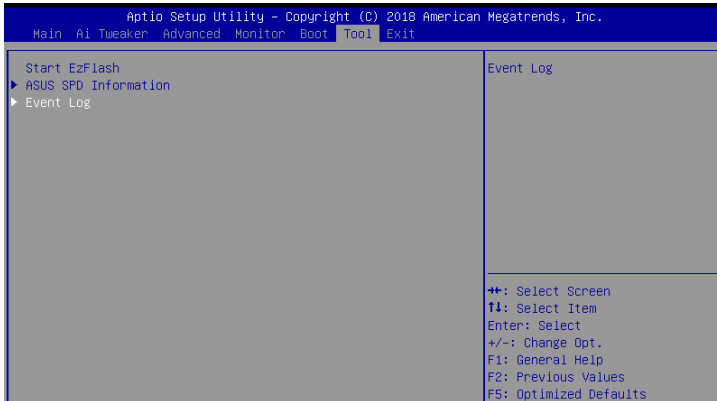 Aptio Setup Utility – Copyright (C) 2018 American Megatrends, Inc.
Main Ai Tweaker Advanced Monitor Boot Tool Exit
Start EzFlash
ASUS SPD Information
Event Log
Event Log
→←: Select Screen
↑↓: Select Item
Enter: Select
+/-: Change Opt.
F1: General Help
F2: Previous Values
F5: Optimized Defaults